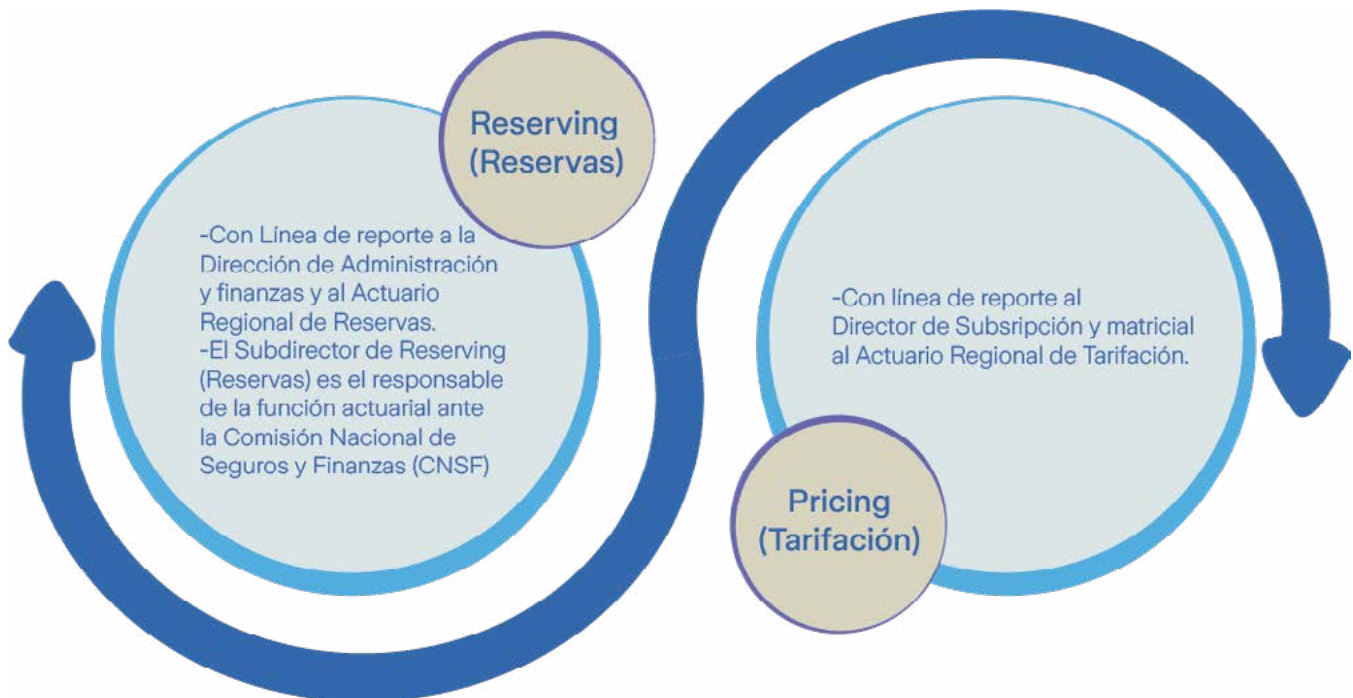 Reserving
(Reservas)
-Con Línea de reporte a la
Dirección de Administración
y finanzas y al Actuario
Regional de Reservas.
-El Subdirector de Reserving
(Reservas) es el responsable
de la función actuarial ante
la Comisión Nacional de
Seguros y Finanzas (CNSF)
-Con línea de reporte al
Director de Subsripción y matricial
al Actuario Regional de Tarifación.
Pricing
(Tarifación)